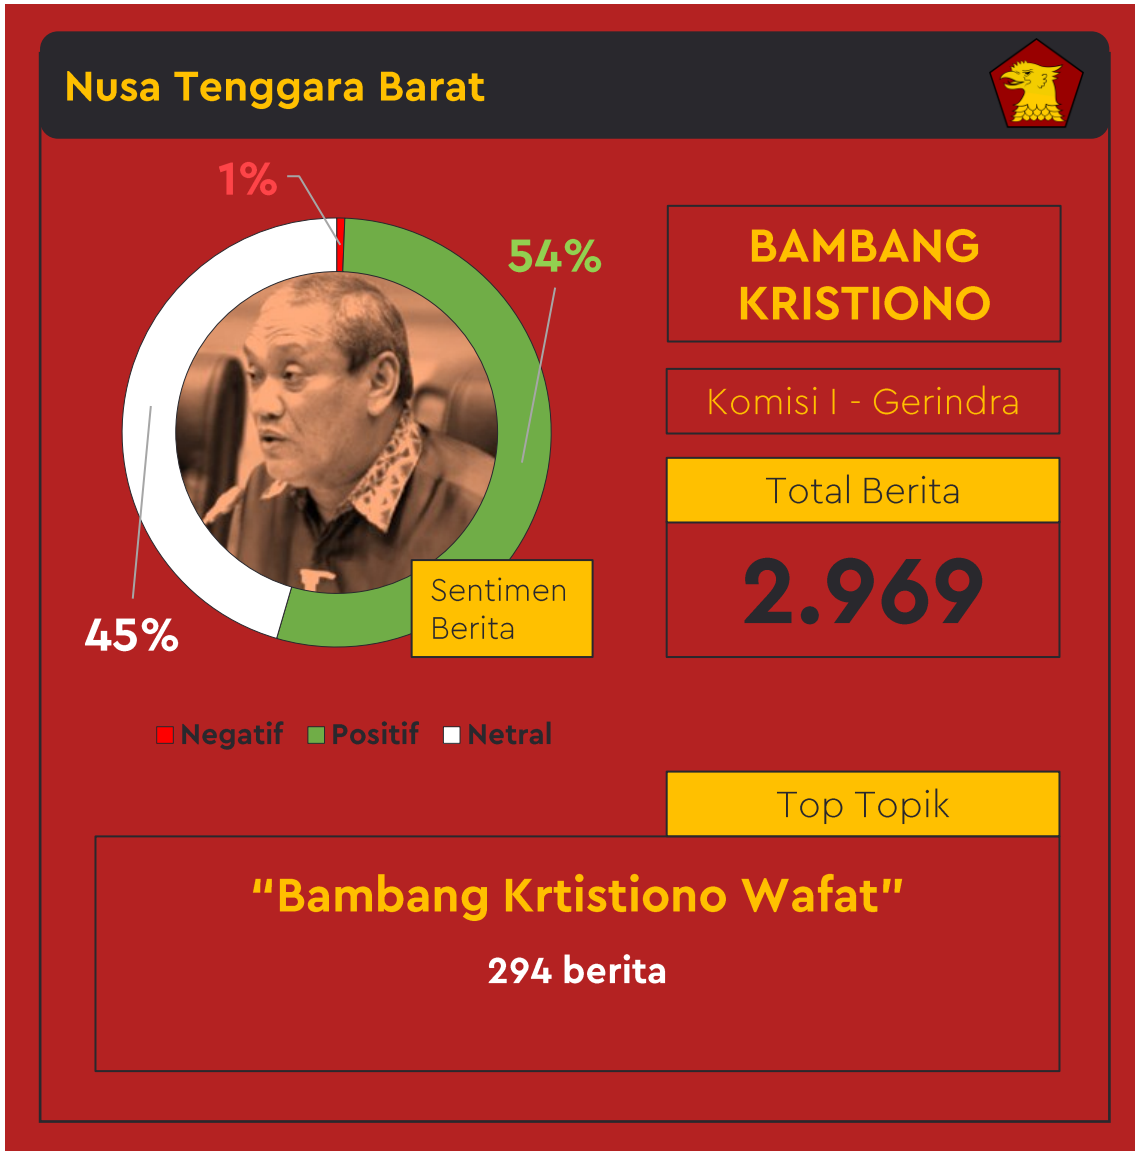 Nusa Tenggara Barat
1%
54%
45%
Sentimen
Berita
Negatif Positif Netral
BAMBANG
KRISTIONO
Komisi I - Gerindra
Total Berita
2.969
Top Topik
“Bambang Krtistiono Wafat”
294 berita